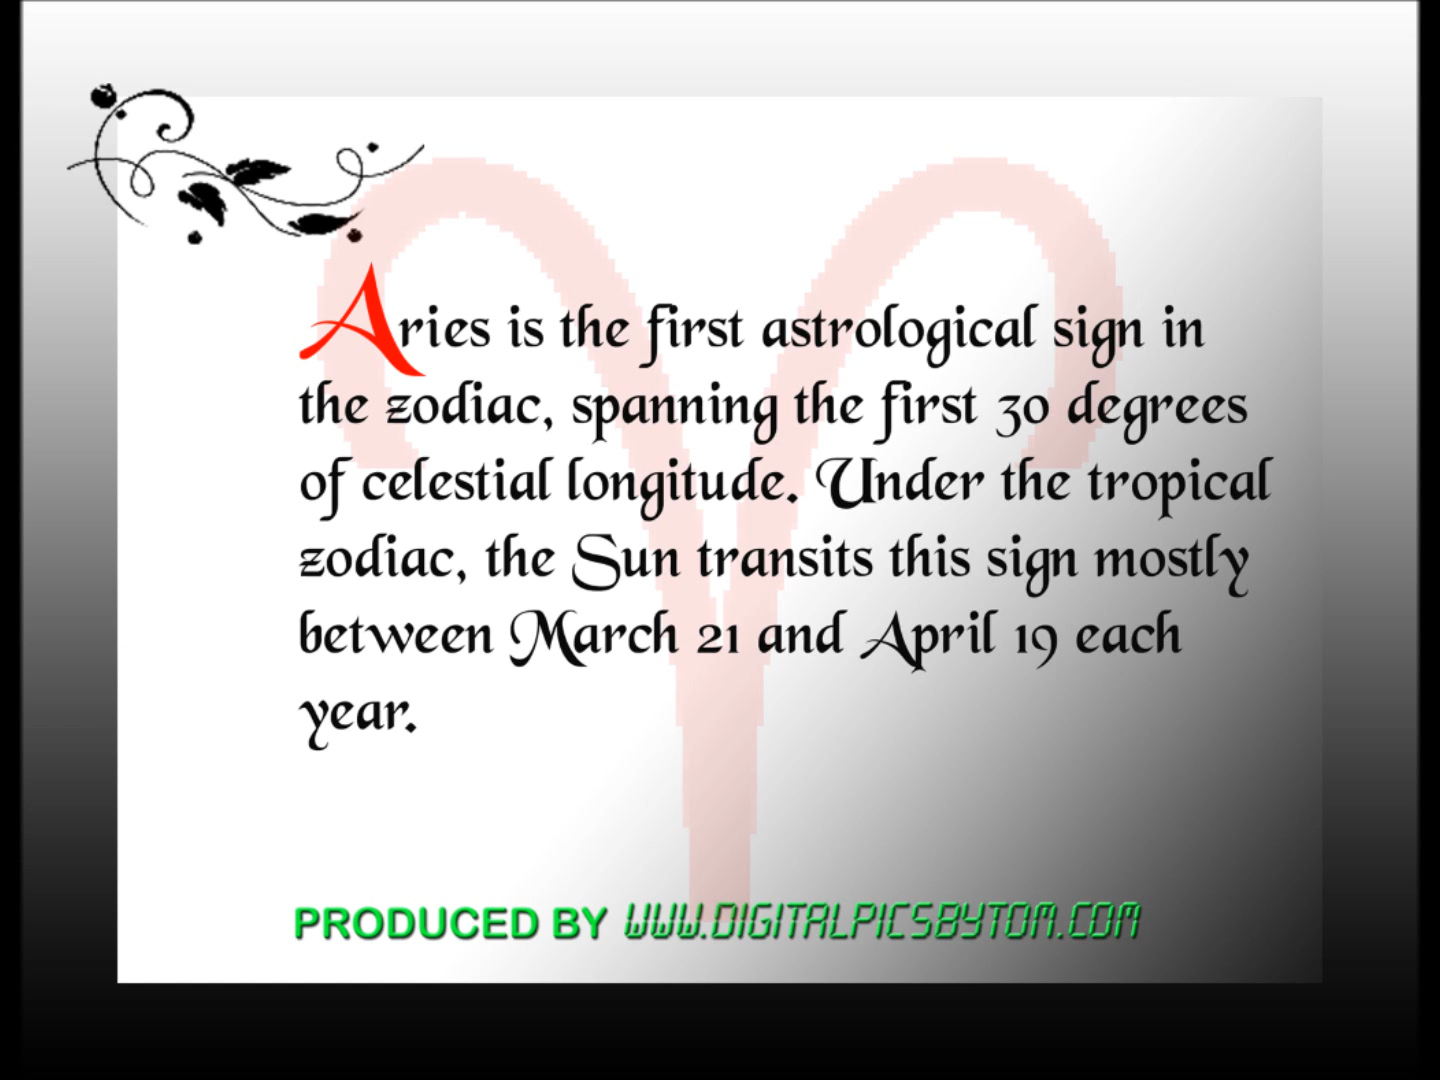 Aries is the first astrological sign in
the zodiac, spanning the first 30 degrees
of celestial longitude. Under the tropical
zodiac, the Sun transits this sign mostly
between March 21 and April 19 each
year.
PRODUCED BY WWW.DIGITALPICSBYTOM.COM